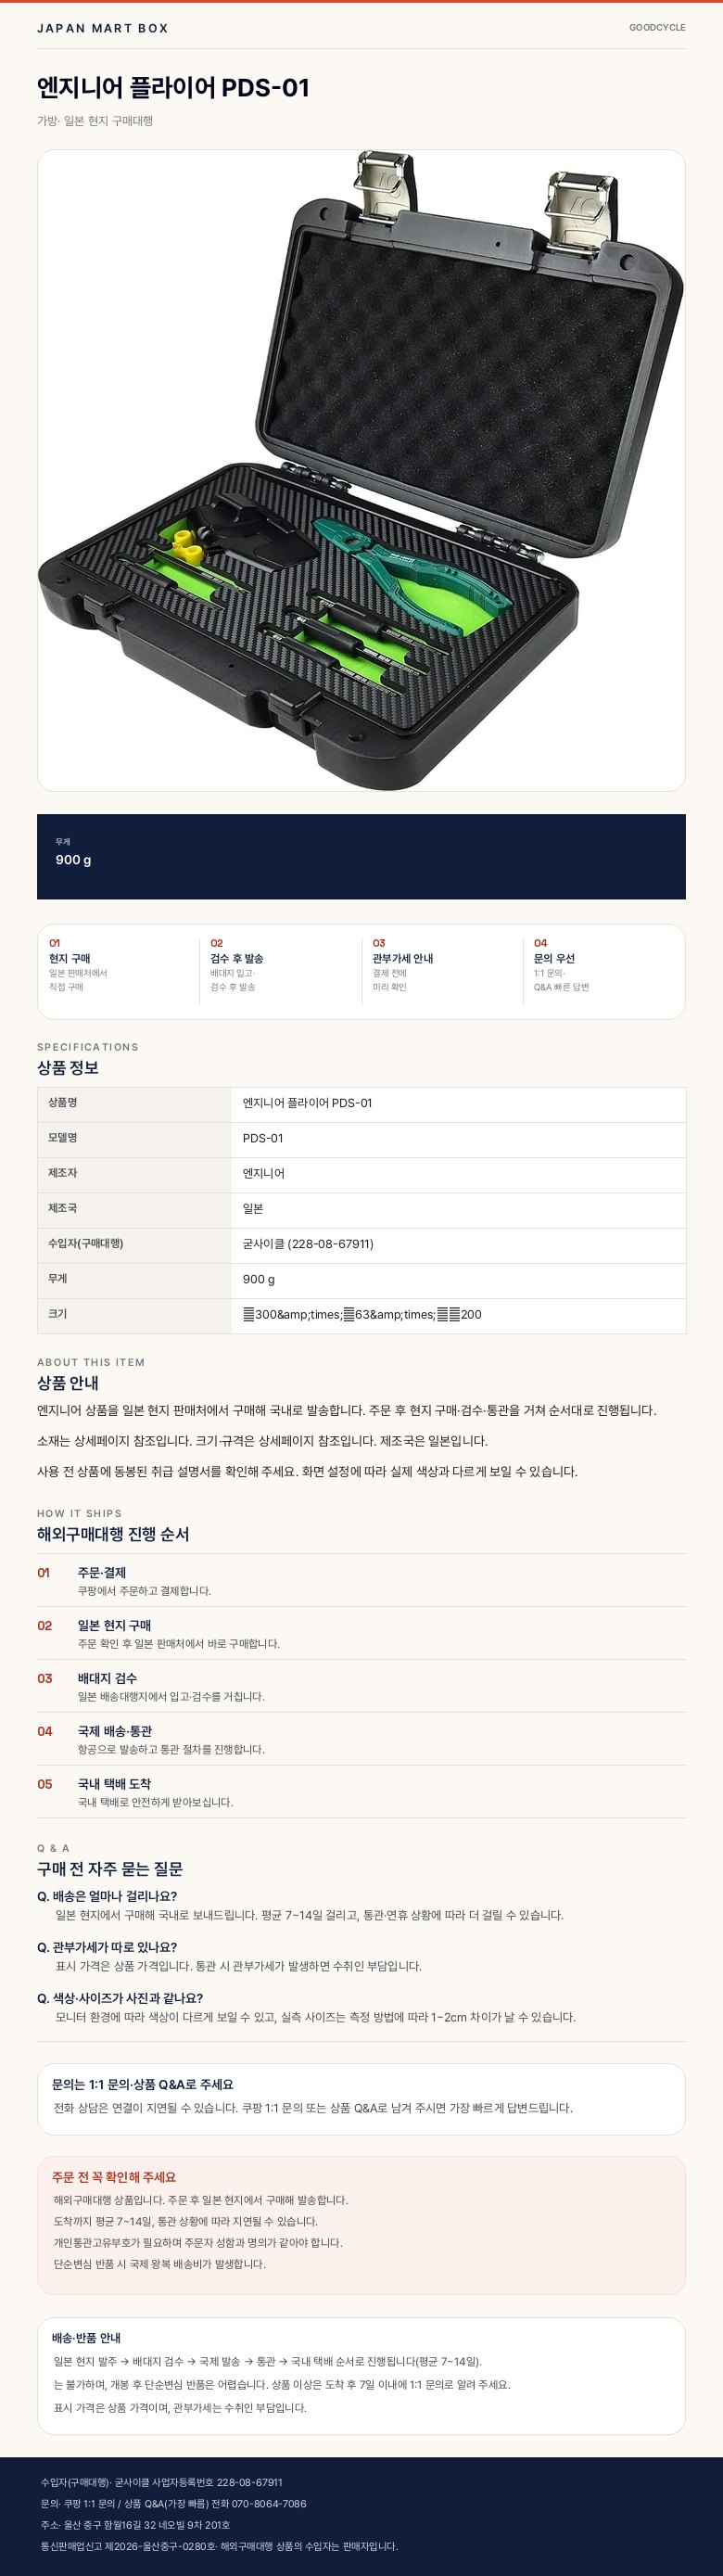 JAPAN MART BOX
GOODCYCLE
엔지니어 플라이어 PDS-01
가방· 일본 현지 구매대행
무게
900 g
01
현지 구매
일본 판매처에서
직접 구매
02
검수 후 발송
배대지 입고·
검수 후 발송
03
관부가세 안내
결제 전에
미리 확인
04
문의 우선
1:1 문의·
Q&A 빠른 답변
SPECIFICATIONS
상품 정보
상품명 엔지니어 플라이어 PDS-01
모델명 PDS-01
제조자 엔지니어
제조국 일본
수입자(구매대행) 굳사이클 (228-08-67911)
무게 900 g
크기 300&amp;times;63&amp;times;200
ABOUT THIS ITEM
상품 안내
엔지니어 상품을 일본 현지 판매처에서 구매해 국내로 발송합니다. 주문 후 현지 구매·검수·통관을 거쳐 순서대로 진행됩니다.
소재는 상세페이지 참조입니다. 크기·규격은 상세페이지 참조입니다. 제조국은 일본입니다.
사용 전 상품에 동봉된 취급 설명서를 확인해 주세요. 화면 설정에 따라 실제 색상과 다르게 보일 수 있습니다.
HOW IT SHIPS
해외구매대행 진행 순서
01 주문·결제
쿠팡에서 주문하고 결제합니다.
02 일본 현지 구매
주문 확인 후 일본 판매처에서 바로 구매합니다.
03 배대지 검수
일본 배송대행지에서 입고·검수를 거칩니다.
04 국제 배송·통관
항공으로 발송하고 통관 절차를 진행합니다.
05 국내 택배 도착
국내 택배로 안전하게 받아보십니다.
Q & A
구매 전 자주 묻는 질문
Q. 배송은 얼마나 걸리나요?
일본 현지에서 구매해 국내로 보내드립니다. 평균 7~14일 걸리고, 통관·연휴 상황에 따라 더 걸릴 수 있습니다.
Q. 관부가세가 따로 있나요?
표시 가격은 상품 가격입니다. 통관 시 관부가세가 발생하면 수취인 부담입니다.
Q. 색상·사이즈가 사진과 같나요?
모니터 환경에 따라 색상이 다르게 보일 수 있고, 실측 사이즈는 측정 방법에 따라 1~2cm 차이가 날 수 있습니다.
문의는 1:1 문의·상품 Q&A로 주세요
전화 상담은 연결이 지연될 수 있습니다. 쿠팡 1:1 문의 또는 상품 Q&A로 남겨 주시면 가장 빠르게 답변드립니다.
주문 전 꼭 확인해 주세요
해외구매대행 상품입니다. 주문 후 일본 현지에서 구매해 발송합니다.
도착까지 평균 7~14일, 통관 상황에 따라 지연될 수 있습니다.
개인통관고유부호가 필요하며 주문자 성함과 명의가 같아야 합니다.
단순변심 반품 시 국제 왕복 배송비가 발생합니다.
배송·반품 안내
일본 현지 발주 → 배대지 검수 → 국제 발송 → 통관 → 국내 택배 순서로 진행됩니다(평균 7~14일).
는 불가하며, 개봉 후 단순변심 반품은 어렵습니다. 상품 이상은 도착 후 7일 이내에 1:1 문의로 알려 주세요.
표시 가격은 상품 가격이며, 관부가세는 수취인 부담입니다.
수입자(구매대행)· 굳사이클 사업자등록번호 228-08-67911
문의· 쿠팡 1:1 문의 / 상품 Q&A(가장 빠름) 전화 070-8064-7086
주소· 울산 중구 함월16길 32 네오빌 9차 201호
통신판매업신고 제2026-울산중구-0280호· 해외구매대행 상품의 수입자는 판매자입니다.